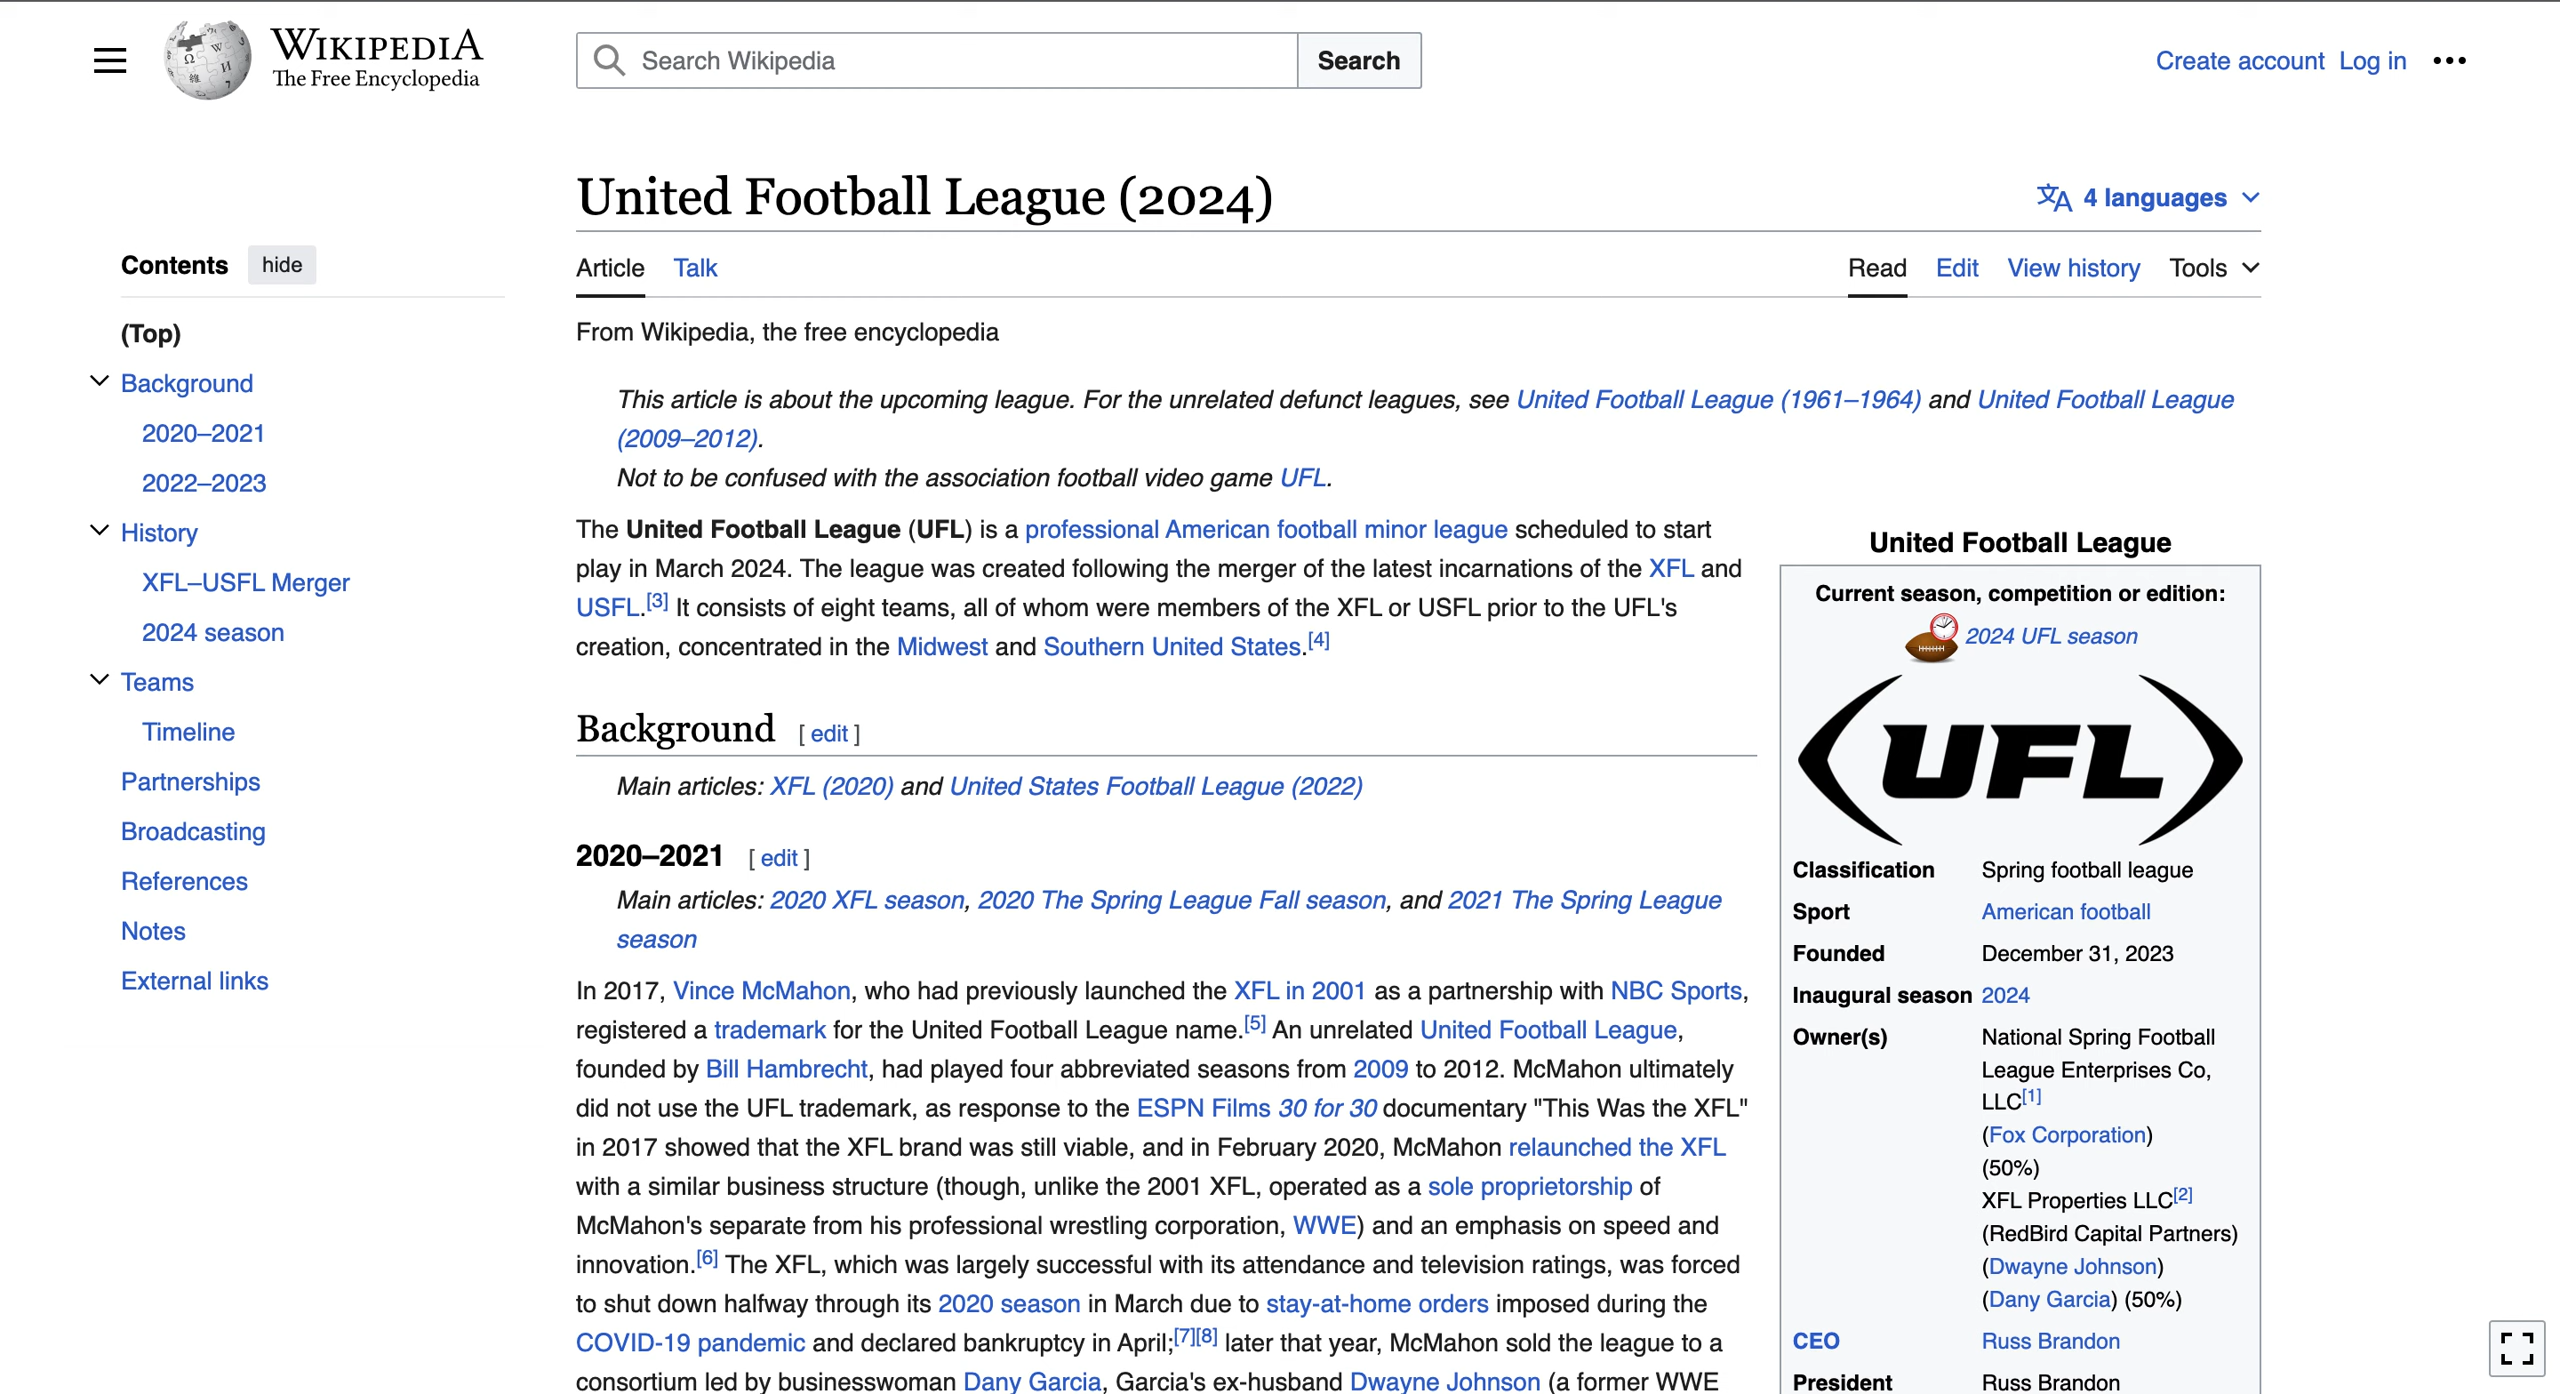 WIKIPEDIA
The Free Encyclopedia
Search Wikipedia
Search
Create account Log in
United Football League (2024)
4 languages
Contents hide
(Top)
Background
2020–2021
2022–2023
History
XFL–USFL Merger
2024 season
Teams
Timeline
Partnerships
Broadcasting
References
Notes
External links
Article Talk
Read Edit View history Tools
From Wikipedia, the free encyclopedia
This article is about the upcoming league. For the unrelated defunct leagues, see United Football League (1961–1964) and United Football League
(2009–2012).
Not to be confused with the association football video game UFL.
The United Football League (UFL) is a professional American football minor league scheduled to start
play in March 2024. The league was created following the merger of the latest incarnations of the XFL and
USFL.[3] It consists of eight teams, all of whom were members of the XFL or USFL prior to the UFL's
creation, concentrated in the Midwest and Southern United States.[4]
Background [ edit ]
Main articles: XFL (2020) and United States Football League (2022)
2020–2021 [ edit ]
Main articles: 2020 XFL season, 2020 The Spring League Fall season, and 2021 The Spring League
season
In 2017, Vince McMahon, who had previously launched the XFL in 2001 as a partnership with NBC Sports,
registered a trademark for the United Football League name.[5] An unrelated United Football League,
founded by Bill Hambrecht, had played four abbreviated seasons from 2009 to 2012. McMahon ultimately
did not use the UFL trademark, as response to the ESPN Films 30 for 30 documentary "This Was the XFL"
in 2017 showed that the XFL brand was still viable, and in February 2020, McMahon relaunched the XFL
with a similar business structure (though, unlike the 2001 XFL, operated as a sole proprietorship of
McMahon's separate from his professional wrestling corporation, WWE) and an emphasis on speed and
innovation.[6] The XFL, which was largely successful with its attendance and television ratings, was forced
to shut down halfway through its 2020 season in March due to stay-at-home orders imposed during the
COVID-19 pandemic and declared bankruptcy in April;[7][8] later that year, McMahon sold the league to a
consortium led by businesswoman Dany Garcia, Garcia's ex-husband Dwayne Johnson (a former WWE
United Football League
Current season, competition or edition:
2024 UFL season
UFL
Classification Spring football league
Sport American football
Founded December 31, 2023
Inaugural season 2024
Owner(s) National Spring Football
League Enterprises Co,
LLC[1]
(Fox Corporation)
(50%)
XFL Properties LLC[2]
(RedBird Capital Partners)
(Dwayne Johnson)
(Dany Garcia) (50%)
CEO Russ Brandon
President Russ Brandon